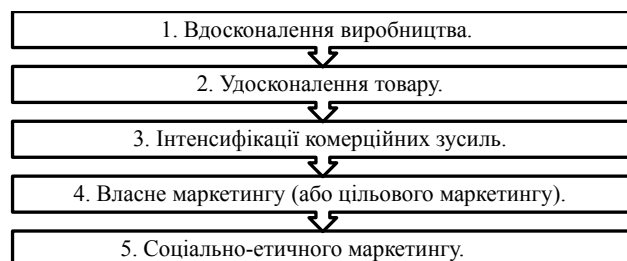 1. Вдосконалення виробництва.
2. Удосконалення товару.
3. Інтенсифікації комерційних зусиль.
4. Власне маркетингу (або цільового маркетингу).
5. Соціально-етичного маркетингу.